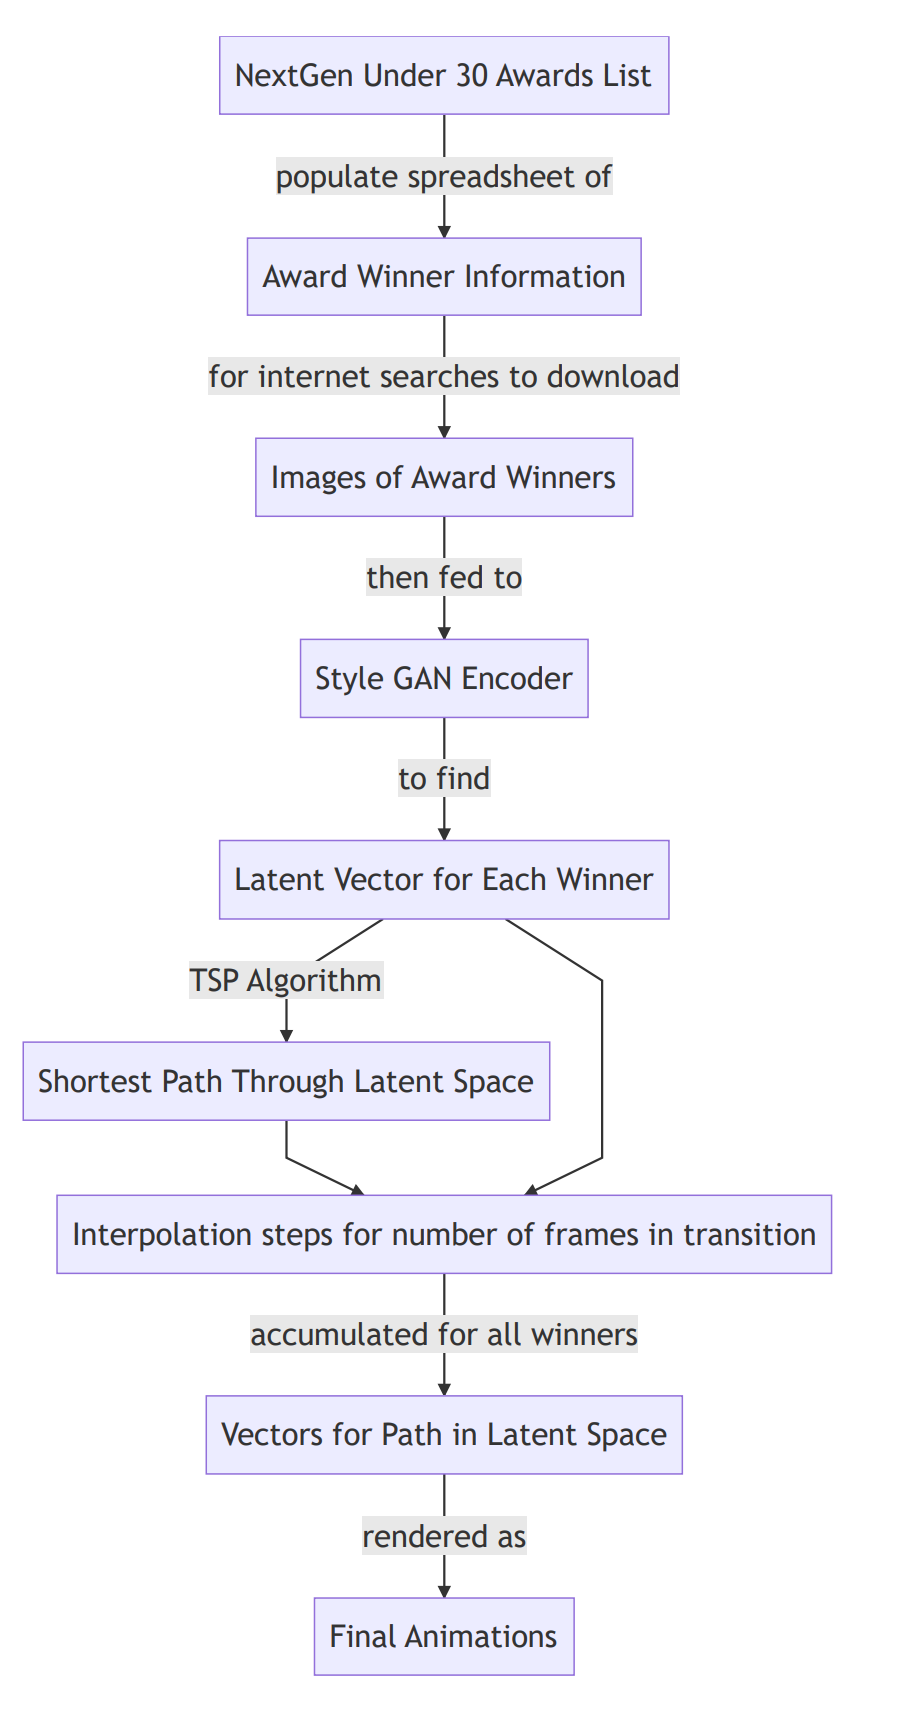 NextGen Under 30 Awards List
populate spreadsheet of
Award Winner Information
for internet searches to download
Images of Award Winners
then fed to
Style GAN Encoder
to find
Latent Vector for Each Winner
TSP Algorithm
Shortest Path Through Latent Space
Interpolation steps for number of frames in transition
accumulated for all winners
Vectors for Path in Latent Space
rendered as
Final Animations